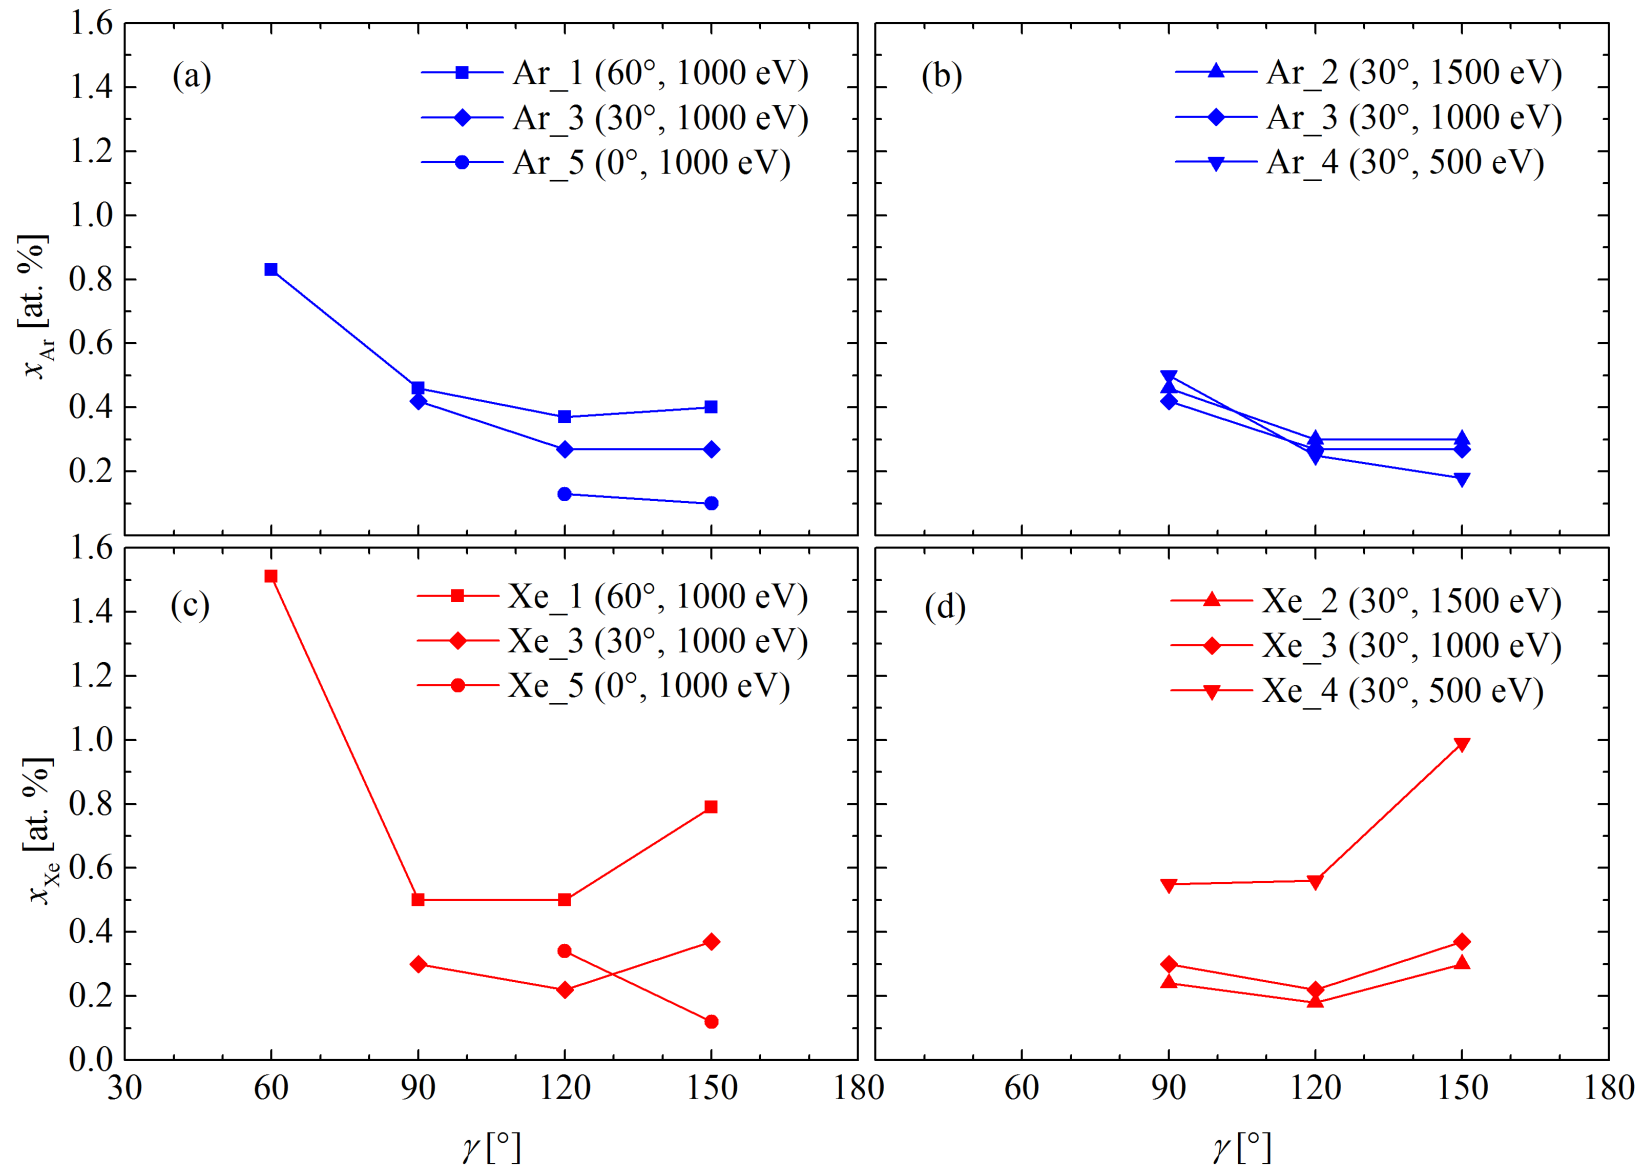 1.6
1.4
1.2
1.0
0.8
0.6
0.4
0.2
x_Ar [at. %]
(a)
Ar_1 (60°, 1000 eV)
Ar_3 (30°, 1000 eV)
Ar_5 (0°, 1000 eV)
(b)
Ar_2 (30°, 1500 eV)
Ar_3 (30°, 1000 eV)
Ar_4 (30°, 500 eV)
1.6
1.4
1.2
1.0
0.8
0.6
0.4
0.2
0.0
x_Xe [at. %]
(c)
Xe_1 (60°, 1000 eV)
Xe_3 (30°, 1000 eV)
Xe_5 (0°, 1000 eV)
(d)
Xe_2 (30°, 1500 eV)
Xe_3 (30°, 1000 eV)
Xe_4 (30°, 500 eV)
30 60 90 120 150 180
60 90 120 150 180
γ [°]
γ [°]